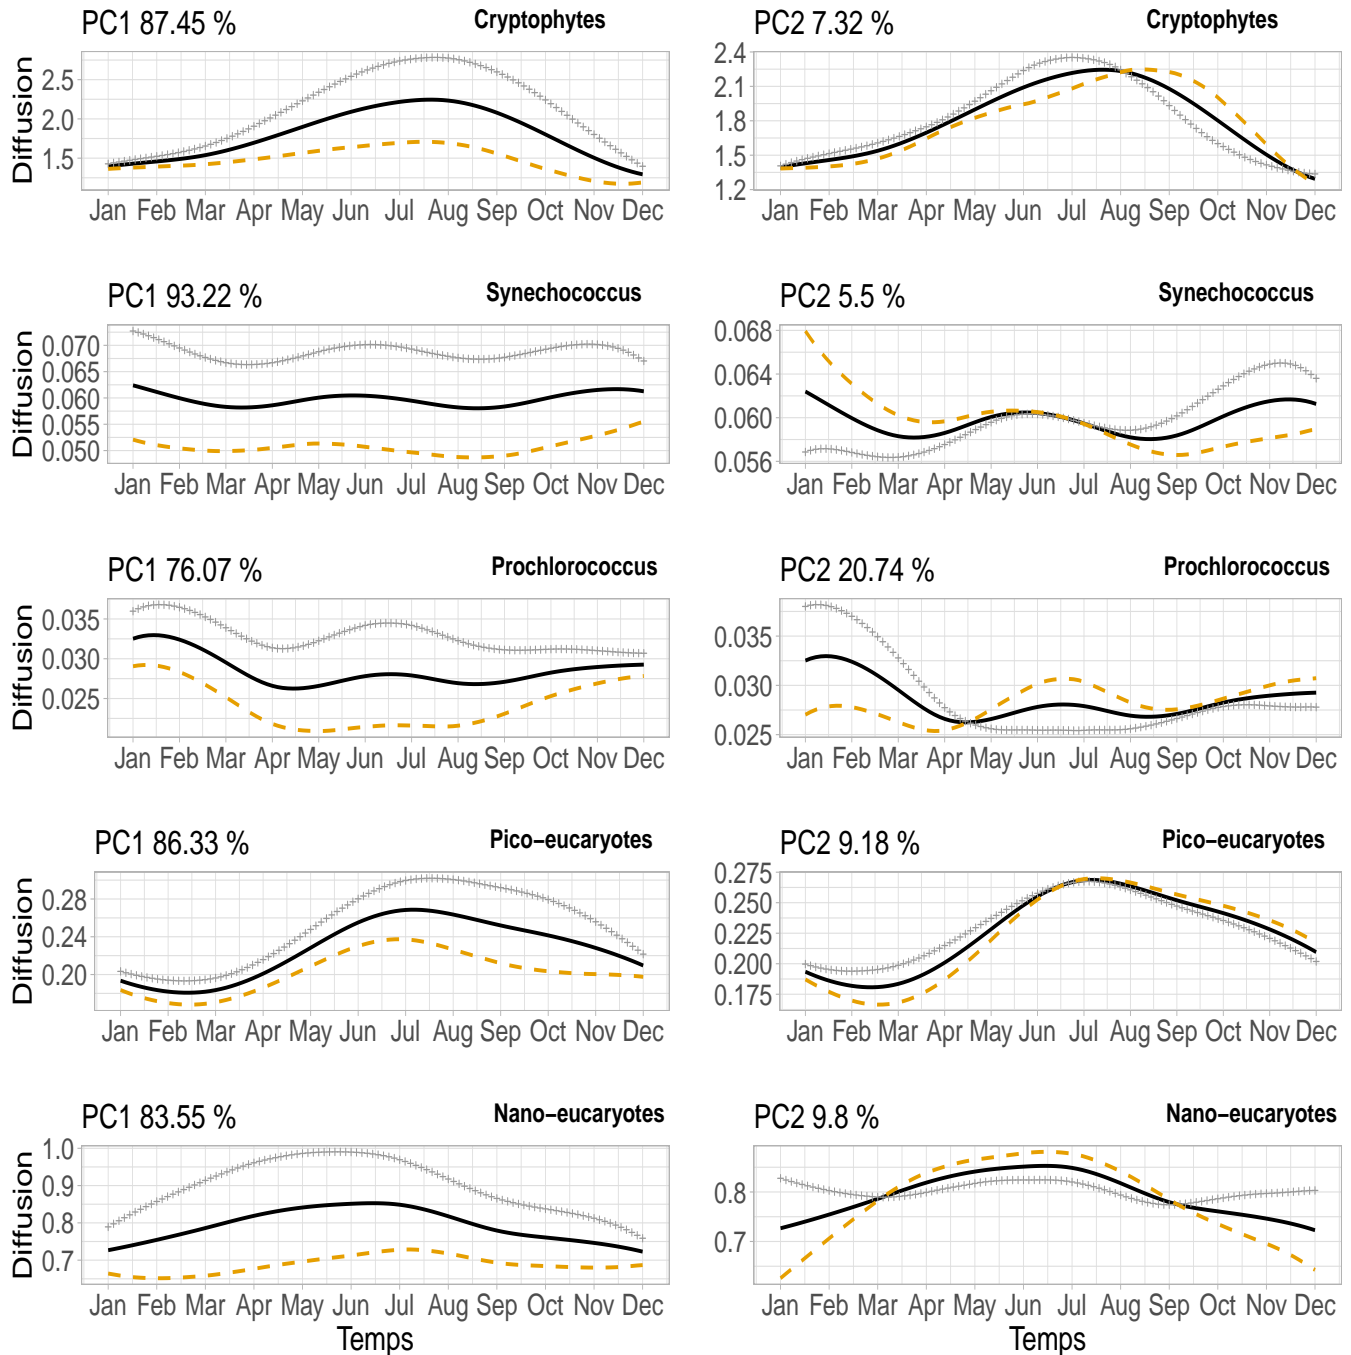 PC1 87.45 % Cryptophytes
PC2 7.32 % Cryptophytes
Diffusion
2.5
2.0
1.5
2.4
2.1
1.8
1.5
1.2
Jan Feb Mar Apr May Jun Jul Aug Sep Oct Nov Dec
Jan Feb Mar Apr May Jun Jul Aug Sep Oct Nov Dec
PC1 93.22 % Synechococcus
PC2 5.5 % Synechococcus
Diffusion
0.070
0.065
0.060
0.055
0.050
0.068
0.064
0.060
0.056
Jan Feb Mar Apr May Jun Jul Aug Sep Oct Nov Dec
Jan Feb Mar Apr May Jun Jul Aug Sep Oct Nov Dec
PC1 76.07 % Prochlorococcus
PC2 20.74 % Prochlorococcus
Diffusion
0.035
0.030
0.025
0.035
0.030
0.025
Jan Feb Mar Apr May Jun Jul Aug Sep Oct Nov Dec
Jan Feb Mar Apr May Jun Jul Aug Sep Oct Nov Dec
PC1 86.33 % Pico−eucaryotes
PC2 9.18 % Pico−eucaryotes
Diffusion
0.28
0.24
0.20
0.275
0.250
0.225
0.200
0.175
Jan Feb Mar Apr May Jun Jul Aug Sep Oct Nov Dec
Jan Feb Mar Apr May Jun Jul Aug Sep Oct Nov Dec
PC1 83.55 % Nano−eucaryotes
PC2 9.8 % Nano−eucaryotes
Diffusion
1.0
0.9
0.8
0.7
0.8
0.7
Jan Feb Mar Apr May Jun Jul Aug Sep Oct Nov Dec
Jan Feb Mar Apr May Jun Jul Aug Sep Oct Nov Dec
Temps
Temps